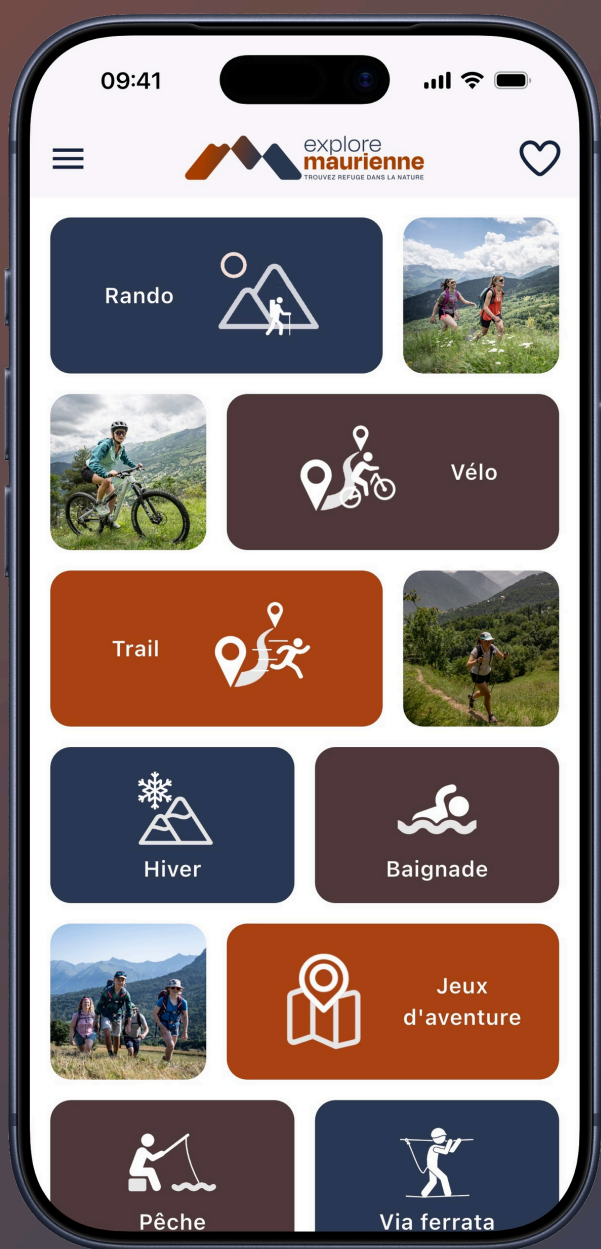 09:41
explore
maurienne
TROUVEZ REFUGE DANS LA NATURE
Rando
Vélo
Trail
Hiver
Baignade
Jeux
d'aventure
Pêche
Via ferrata